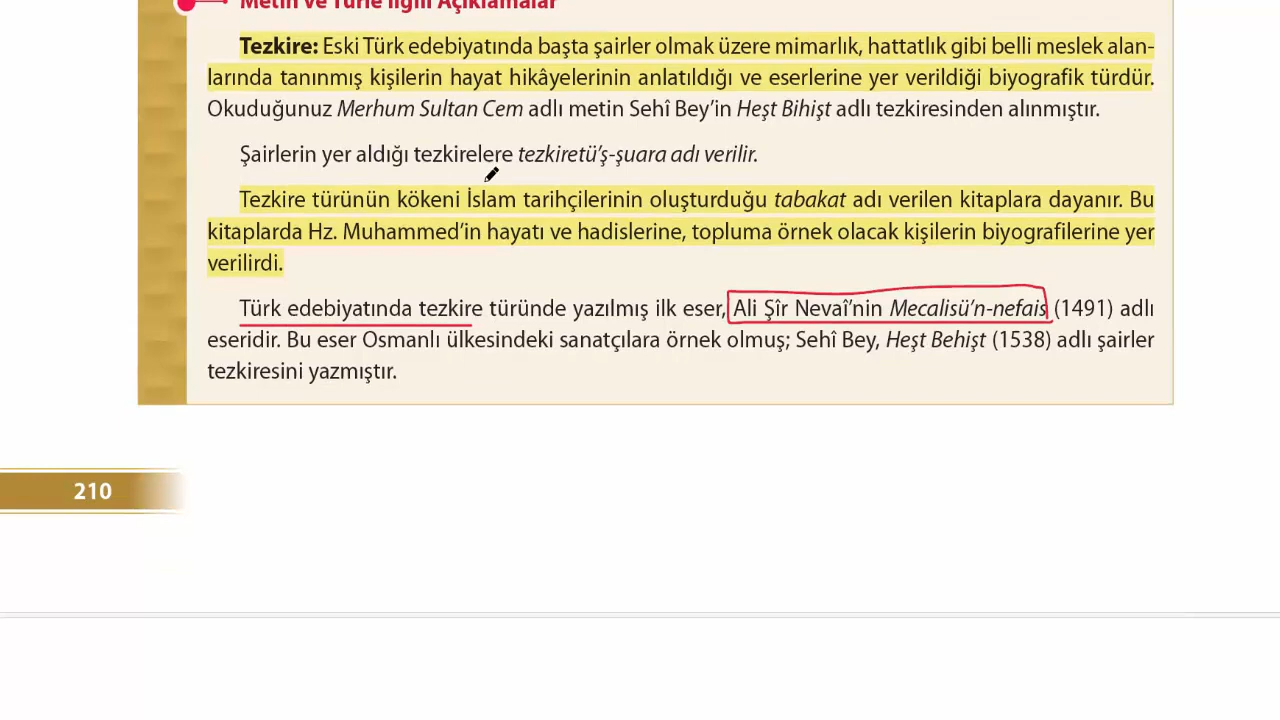 Metin ve Türle İlgili Açıklamalar
Tezkire: Eski Türk edebiyatında başta şairler olmak üzere mimarlık, hattatlık gibi belli meslek alan-
larında tanınmış kişilerin hayat hikâyelerinin anlatıldığı ve eserlerine yer verildiği biyografik türdür.
Okuduğunuz Merhum Sultan Cem adlı metin Sehî Bey’in Heşt Bihişt adlı tezkiresinden alınmıştır.
Şairlerin yer aldığı tezkirelere tezkiretü’ş-şuara adı verilir.
Tezkire türünün kökeni İslam tarihçilerinin oluşturduğu tabakat adı verilen kitaplara dayanır. Bu
kitaplarda Hz. Muhammed’in hayatı ve hadislerine, topluma örnek olacak kişilerin biyografilerine yer
verilirdi.
Türk edebiyatında tezkire türünde yazılmış ilk eser, Ali Şîr Nevaî’nin Mecalisü’n-nefais (1491) adlı
eseridir. Bu eser Osmanlı ülkesindeki sanatçılara örnek olmuş; Sehî Bey, Heşt Behişt (1538) adlı şairler
tezkiresini yazmıştır.
210